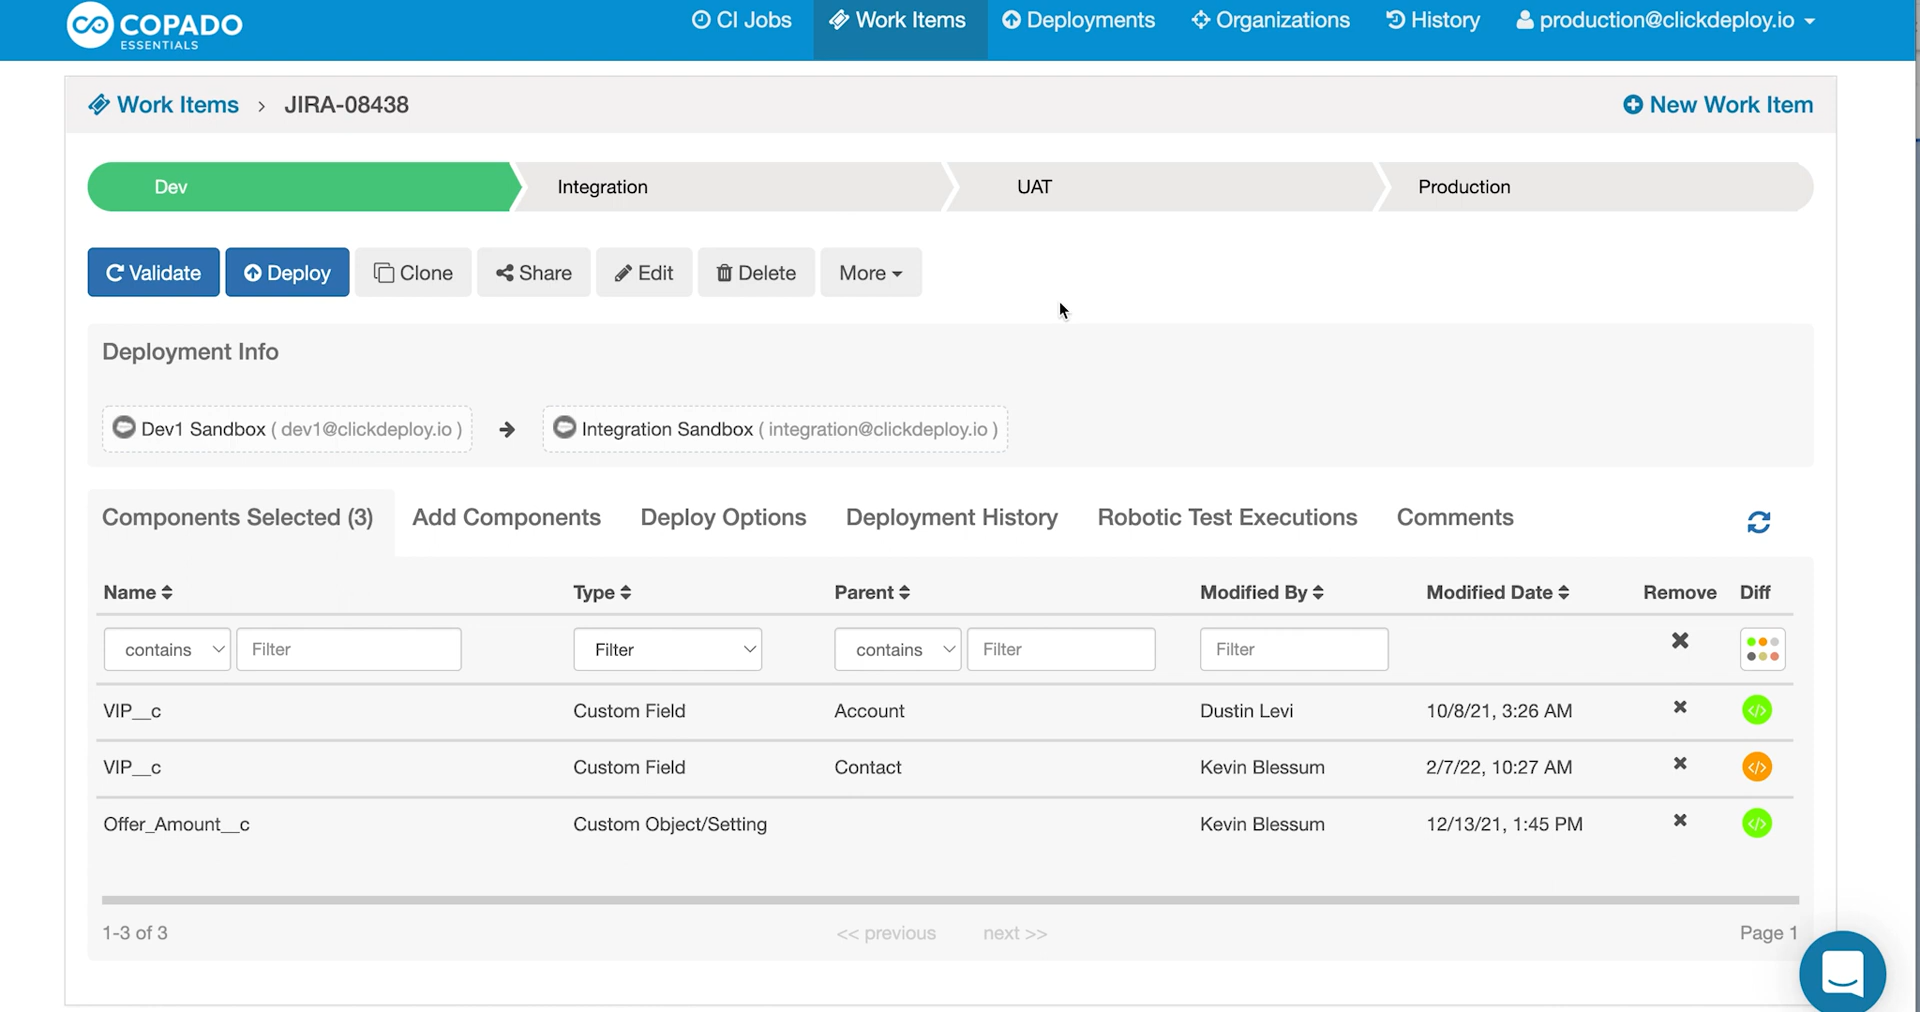 COPADO
ESSENTIALS
CI Jobs
Work Items
Deployments
Organizations
History
production@clickdeploy.io
Work Items > JIRA-08438
New Work Item
Dev
Integration
UAT
Production
Validate
Deploy
Clone
Share
Edit
Delete
More
Deployment Info
Dev1 Sandbox ( dev1@clickdeploy.io )
Integration Sandbox ( integration@clickdeploy.io )
Components Selected (3)
Add Components
Deploy Options
Deployment History
Robotic Test Executions
Comments
Name
Type
Parent
Modified By
Modified Date
Remove
Diff
contains
Filter
Filter
contains
Filter
Filter
VIP__c
Custom Field
Account
Dustin Levi
10/8/21, 3:26 AM
VIP__c
Custom Field
Contact
Kevin Blessum
2/7/22, 10:27 AM
Offer_Amount__c
Custom Object/Setting
Kevin Blessum
12/13/21, 1:45 PM
1-3 of 3
<< previous
next >>
Page 1